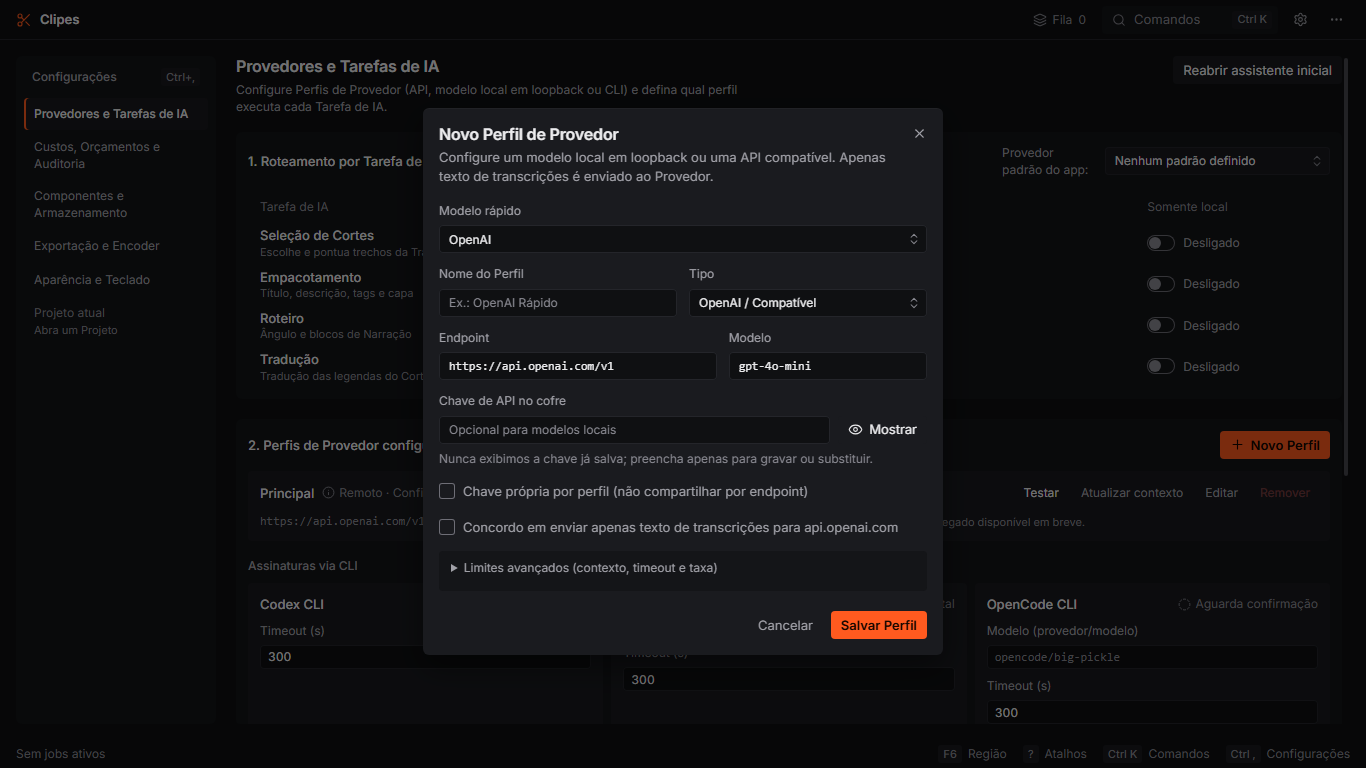 Clipes
Fila 0
Comandos Ctrl K
Configurações Ctrl+,
Provedores e Tarefas de IA
Custos, Orçamentos e
Auditoria
Componentes e
Armazenamento
Exportação e Encoder
Aparência e Teclado
Projeto atual
Abra um Projeto
Provedores e Tarefas de IA
Configure Perfis de Provedor (API, modelo local em loopback ou CLI) e defina qual perfil
executa cada Tarefa de IA.
Reabrir assistente inicial
1. Roteamento por Tarefa de
Provedor
padrão do app:
Nenhum padrão definido
Tarefa de IA
Somente local
Seleção de Cortes
Escolhe e pontua trechos da
Desligado
Empacotamento
Título, descrição, tags e capa
Desligado
Roteiro
Ângulo e blocos de Narração
Desligado
Tradução
Tradução das legendas do
Desligado
2. Perfis de Provedor
Novo Perfil
Principal
Remoto ·
Testar
Atualizar contexto
Editar
Remover
https://api.openai.com/v1
disponível em breve.
Assinaturas via CLI
Codex CLI
Timeout (s)
300
300
OpenCode CLI
Aguarda confirmação
Modelo (provedor/modelo)
opencode/big-pickle
Timeout (s)
300
Novo Perfil de Provedor
Configure um modelo local em loopback ou uma API compatível. Apenas
texto de transcrições é enviado ao Provedor.
Modelo rápido
OpenAI
Nome do Perfil
Tipo
Ex.: OpenAI Rápido
OpenAI / Compatível
Endpoint
Modelo
https://api.openai.com/v1
gpt-4o-mini
Chave de API no cofre
Opcional para modelos locais
Mostrar
Nunca exibimos a chave já salva; preencha apenas para gravar ou substituir.
Chave própria por perfil (não compartilhar por endpoint)
Concordo em enviar apenas texto de transcrições para api.openai.com
Limites avançados (contexto, timeout e taxa)
Cancelar
Salvar Perfil
Sem jobs ativos
F6 Região
? Atalhos
Ctrl K Comandos
Ctrl , Configurações